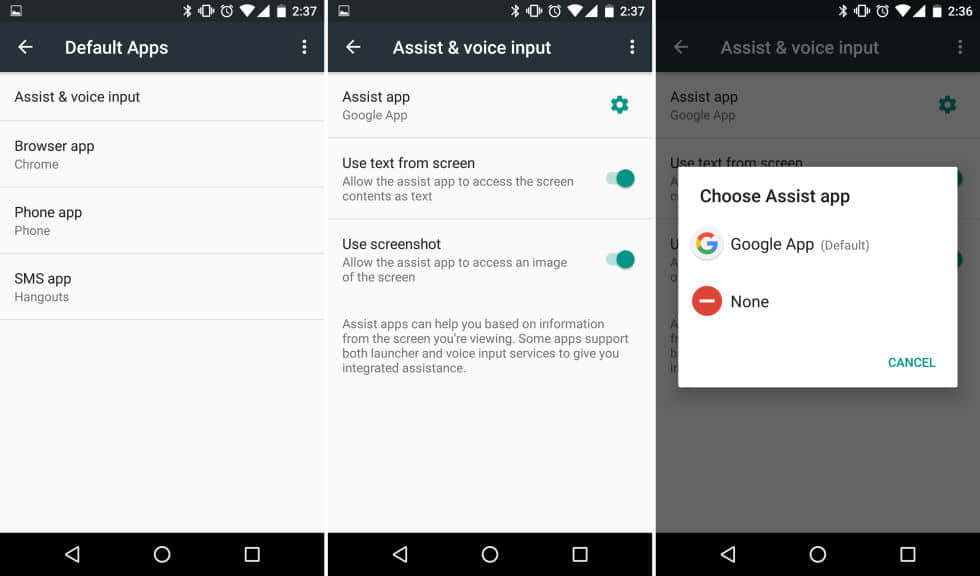 2:37
Default Apps
Assist & voice input
Browser app
Chrome
Phone app
Phone
SMS app
Hangouts
2:37
Assist & voice input
Assist app
Google App
Use text from screen
Allow the assist app to access the screen
contents as text
Use screenshot
Allow the assist app to access an image
of the screen
Assist apps can help you based on information
from the screen you're viewing. Some apps support
both launcher and voice input services to give you
integrated assistance.
2:36
Assist & voice input
Assist app
Google App
Use text from screen
Choose Assist app
Google App (Default)
None
CANCEL